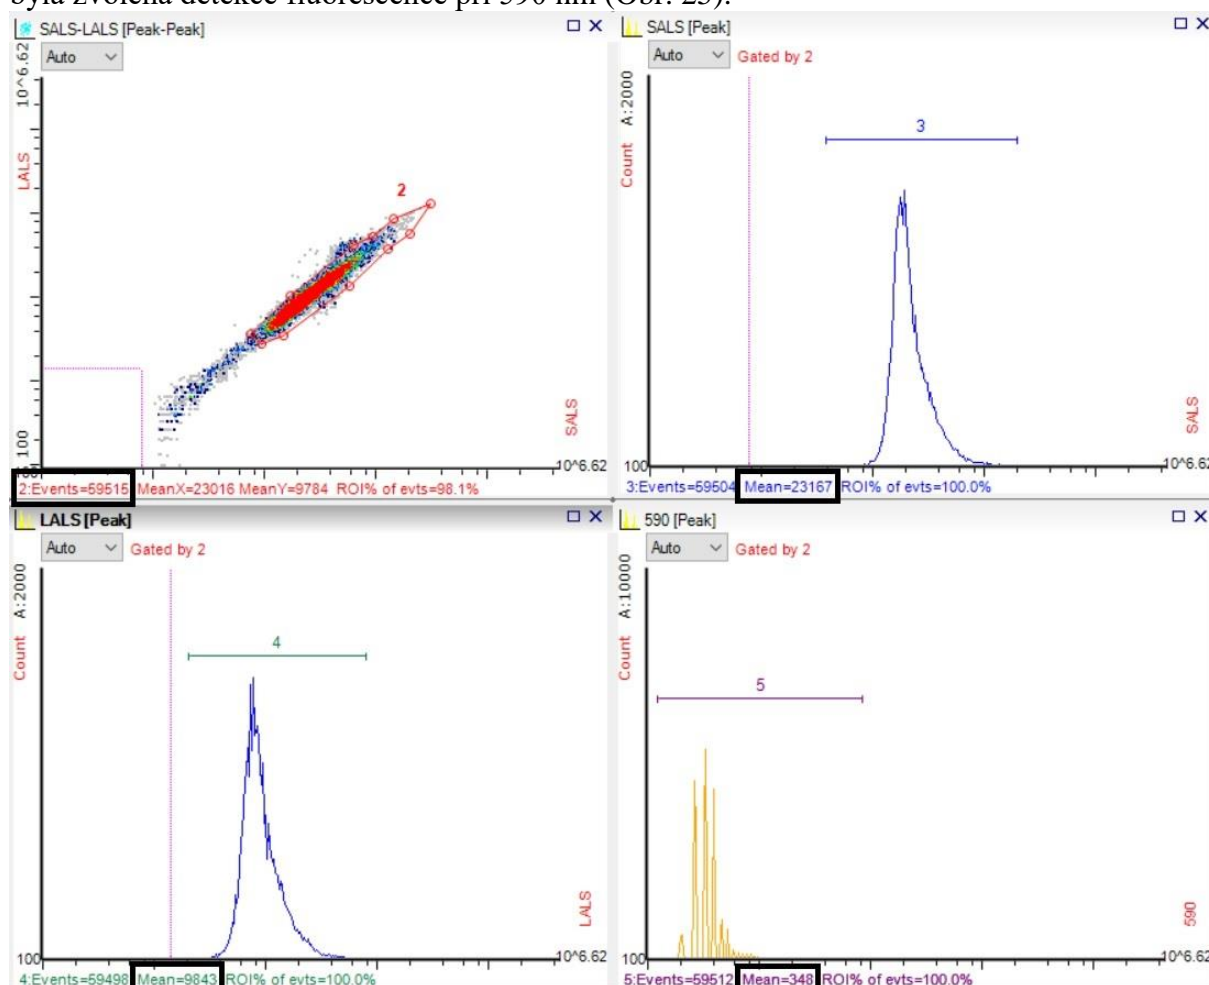 byla zvolena detekce fluorescence při 590 nm (Obr. 25).
SALS-LALS [Peak-Peak]
Auto
10^6.62
LALS
100
2
SALS
10^6.62
2:Events=59515 MeanX=23016 MeanY=9784 ROI% of evts=98.1%
SALS [Peak]
Auto
Gated by 2
A:2000
Count
3
SALS
100
10^6.62
3:Events=59504 Mean=23167 ROI% of evts=100.0%
LALS [Peak]
Auto
Gated by 2
A:2000
Count
4
LALS
100
10^6.62
4:Events=59498 Mean=9843 ROI% of evts=100.0%
590 [Peak]
Auto
Gated by 2
A:10000
Count
5
590
100
10^6.62
5:Events=59512 Mean=348 ROI% of evts=100.0%